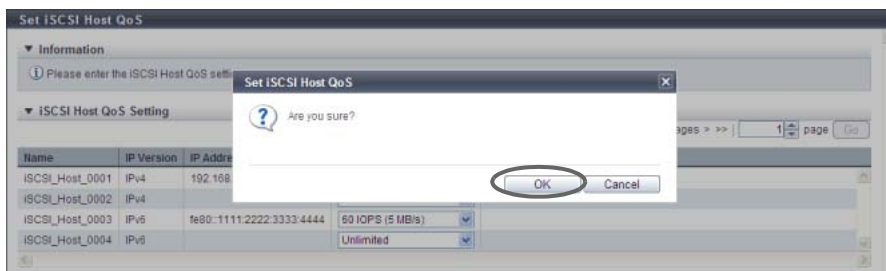 Set iSCSI Host QoS
Information
Please enter the iSCSI Host QoS setti
Set iSCSI Host QoS
Are you sure?
OK Cancel
iSCSI Host QoS Setting
ages > >> | 1 page Go
Name IP Version IP Addre
iSCSI_Host_0001 IPv4 192.168.
iSCSI_Host_0002 IPv4
iSCSI_Host_0003 IPv6 fe80::1111:2222:3333:4444 60 IOPS (5 MB/s)
iSCSI_Host_0004 IPv6 Unlimited